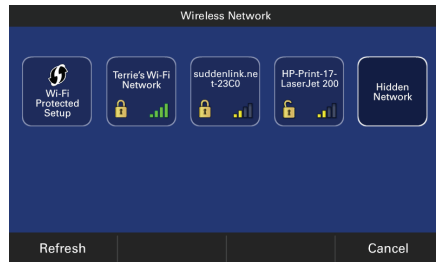 Wireless Network
Wi-Fi
Protected
Setup
Terrie's Wi-Fi
Network
suddenlink.ne
t-23C0
HP-Print-17-
LaserJet 200
Hidden
Network
Refresh
Cancel